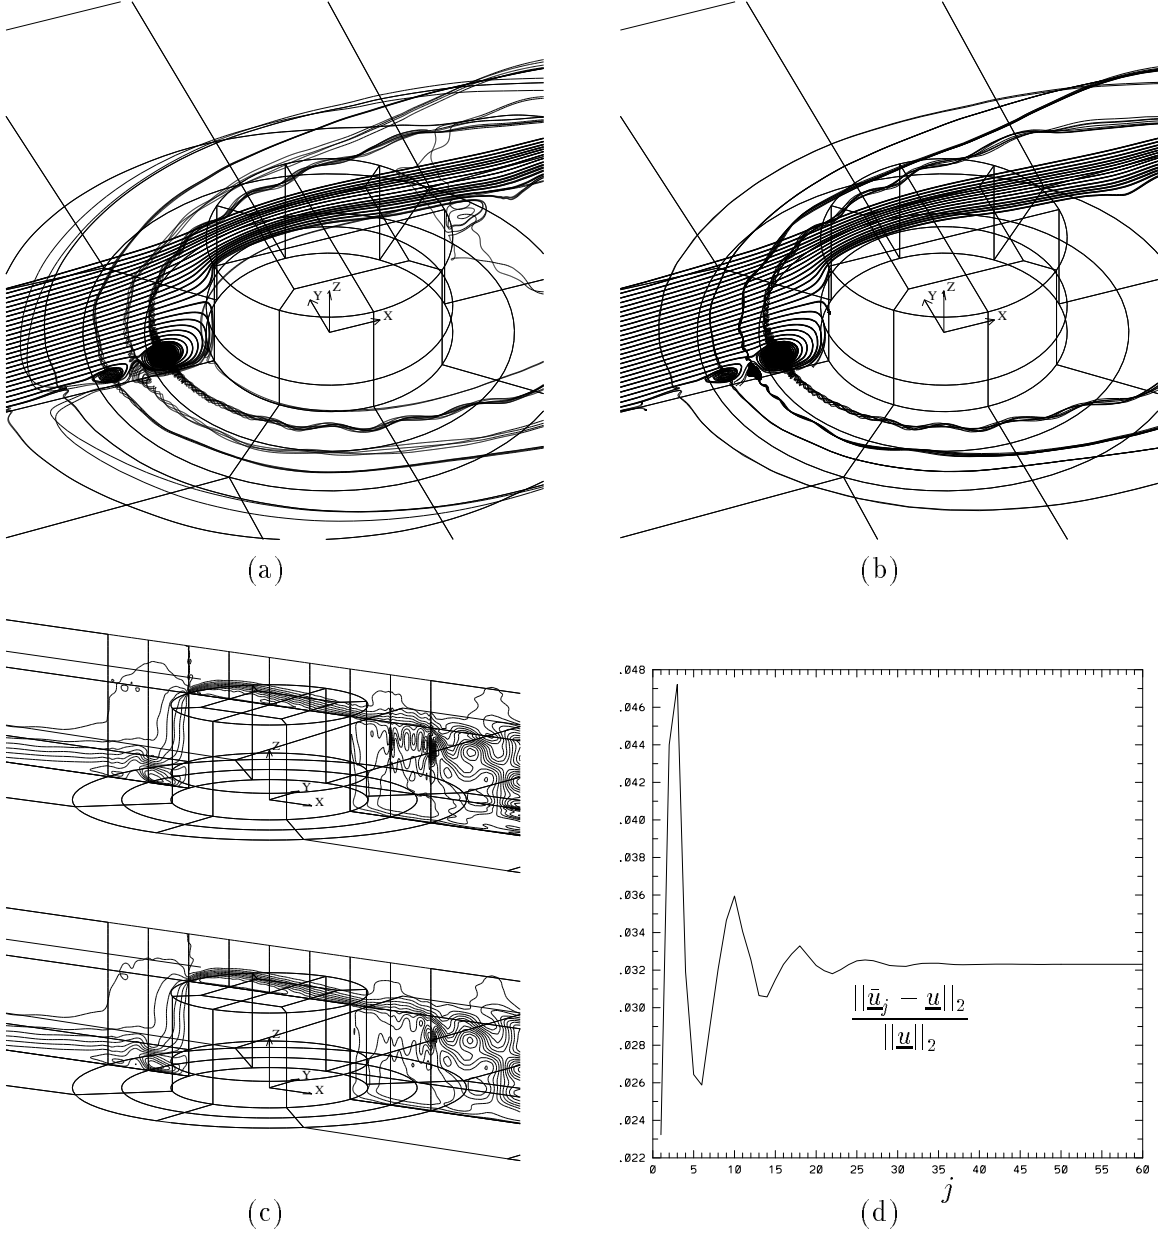 Z
Y
X
Z
Y
X
(a)
(b)
Z
Y
X
Z
Y
X
(c)
.048
.046
.044
.042
.040
.038
.036
.034
.032
.030
.028
.026
.024
.022
0 5 10 15 20 25 30 35 40 45 50 55 60
||ū_j − u||_2
||u||_2
j
(d)